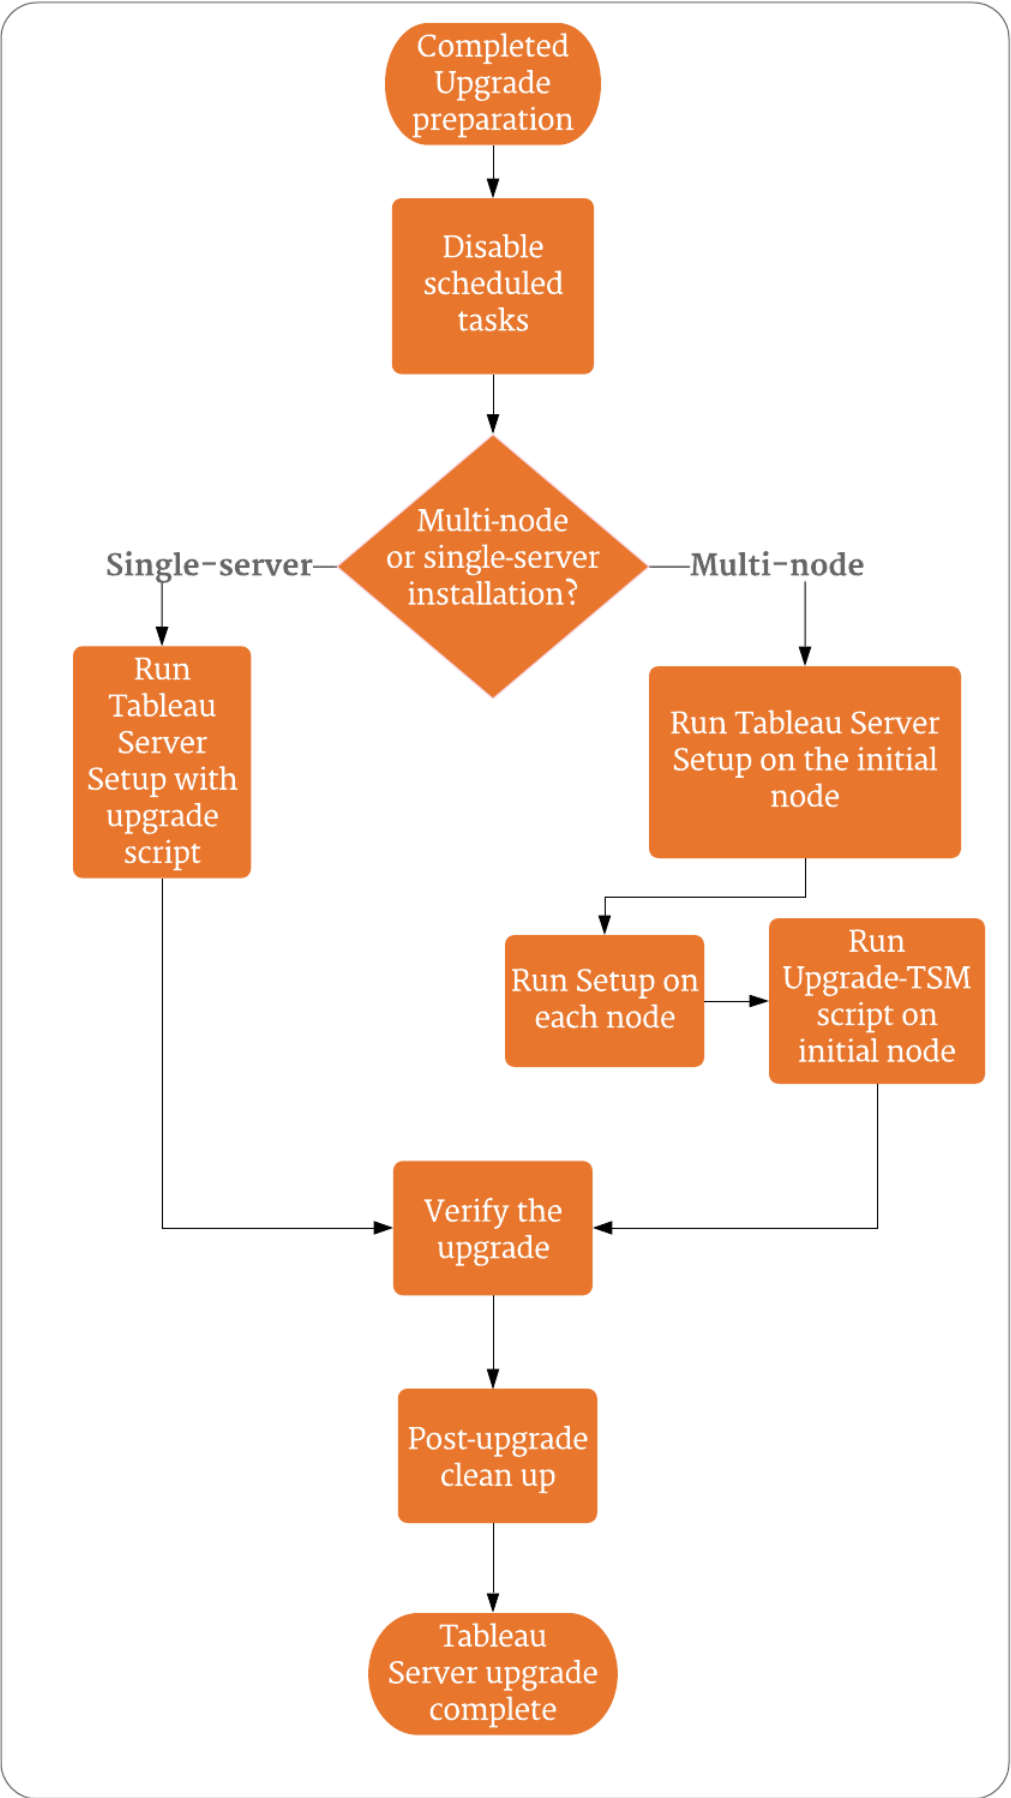 Completed
Upgrade
preparation
Disable
scheduled
tasks
Multi-node
or single-server
installation?
Single-server
Multi-node
Run
Tableau
Server
Setup with
upgrade
script
Run Tableau Server
Setup on the initial
node
Run Setup on
each node
Run
Upgrade-TSM
script on
initial node
Verify the
upgrade
Post-upgrade
clean up
Tableau
Server upgrade
complete